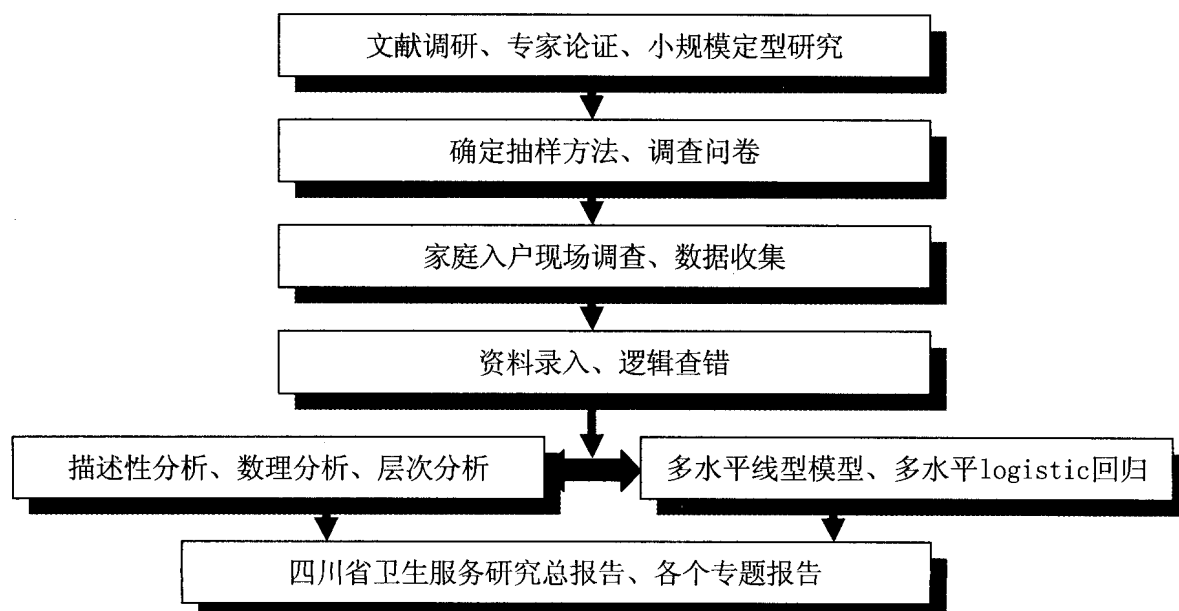 文献调研、专家论证、小规模定型研究
确定抽样方法、调查问卷
家庭入户现场调查、数据收集
资料录入、逻辑查错
描述性分析、数理分析、层次分析
多水平线型模型、多水平logistic回归
四川省卫生服务研究总报告、各个专题报告